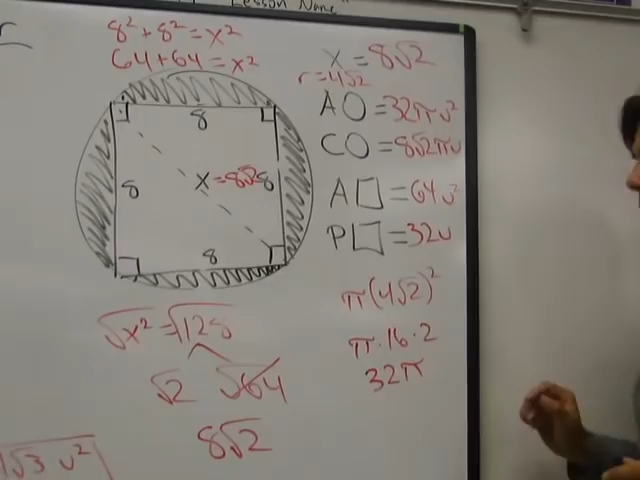 Lesson Name"
r
8² + 8² = x²
64 + 64 = x²
x = 8√2
r = 4√2
A○ = 32πu²
C○ = 8√2πu
A□ = 64u²
P□ = 32u
8
8
x = 8√2
8
8
√x² = √128
√2 √64
8√2
π(4√2)²
π·16·2
32π
√3 u²